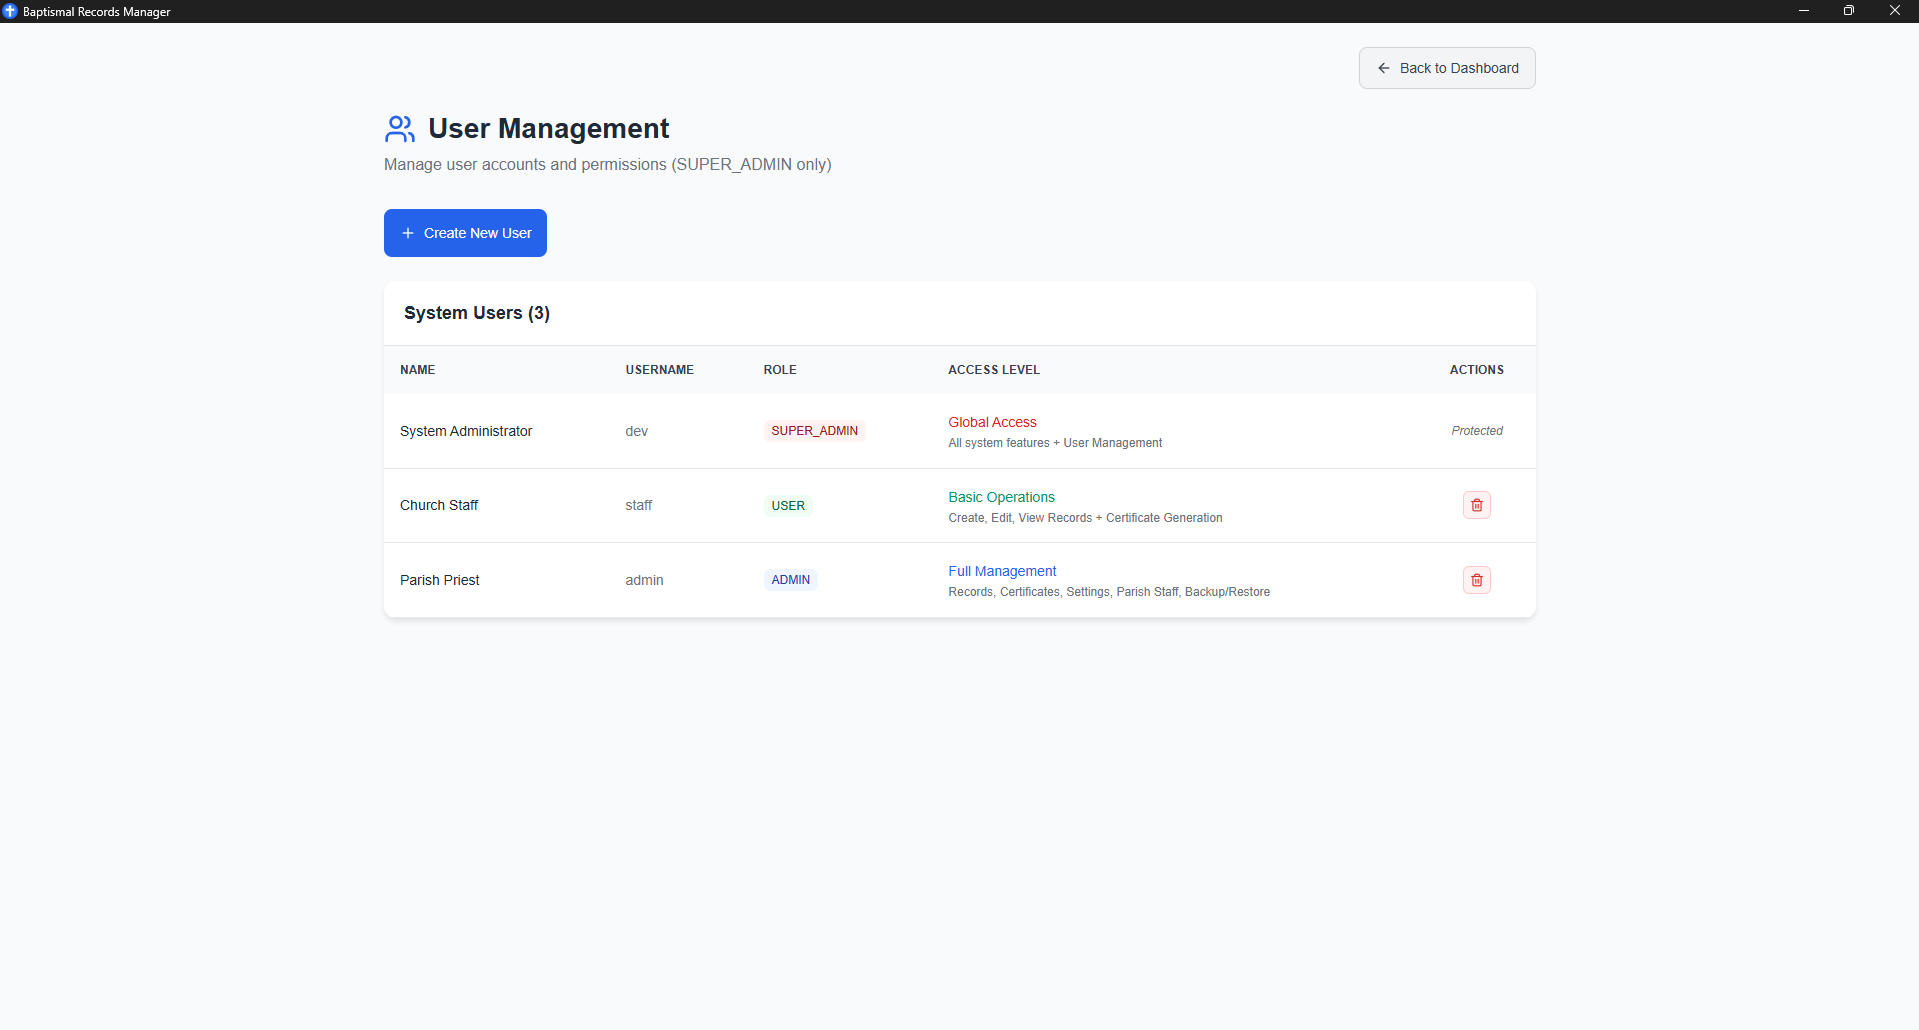 Baptismal Records Manager
Back to Dashboard
User Management
Manage user accounts and permissions (SUPER_ADMIN only)
Create New User
System Users (3)
NAME USERNAME ROLE ACCESS LEVEL ACTIONS
System Administrator dev SUPER_ADMIN Global Access Protected
All system features + User Management
Church Staff staff USER Basic Operations
Create, Edit, View Records + Certificate Generation
Parish Priest admin ADMIN Full Management
Records, Certificates, Settings, Parish Staff, Backup/Restore